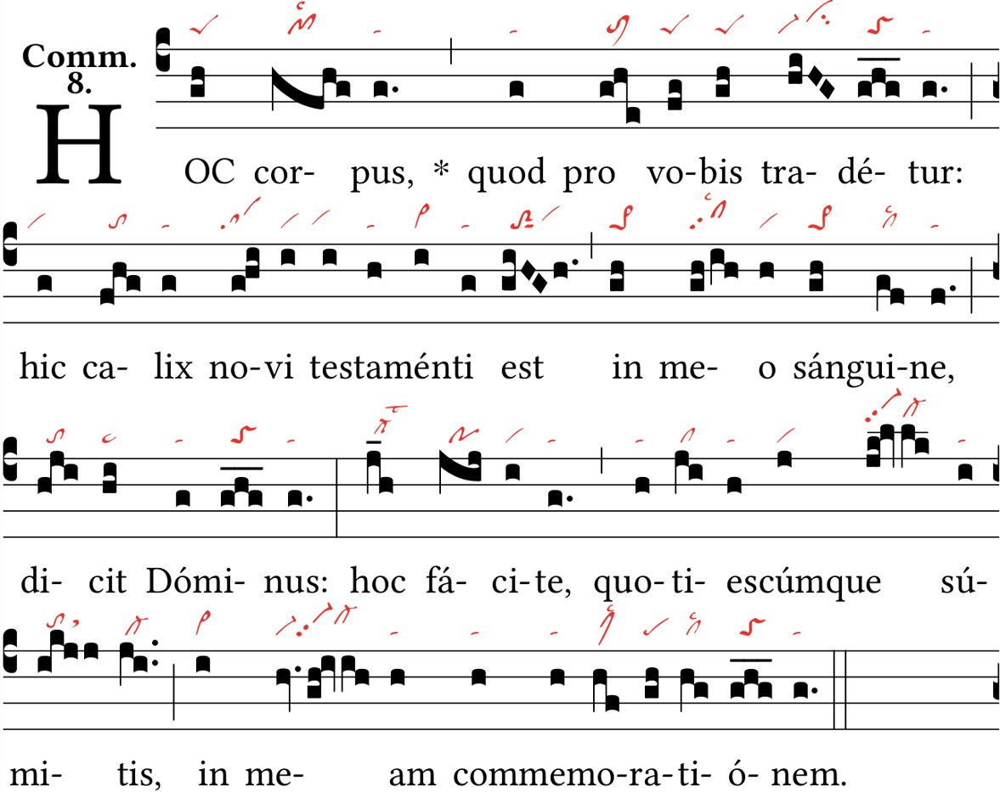 Comm.
8.
HOC cor- pus, * quod pro vo-bis tra- dé- tur:
hic ca- lix no-vi testaménti est in me- o sángui-ne,
di- cit Dómi- nus: hoc fá- ci-te, quo-ti- escúmque sú-
mi- tis, in me- am commemo-ra-ti- ó- nem.